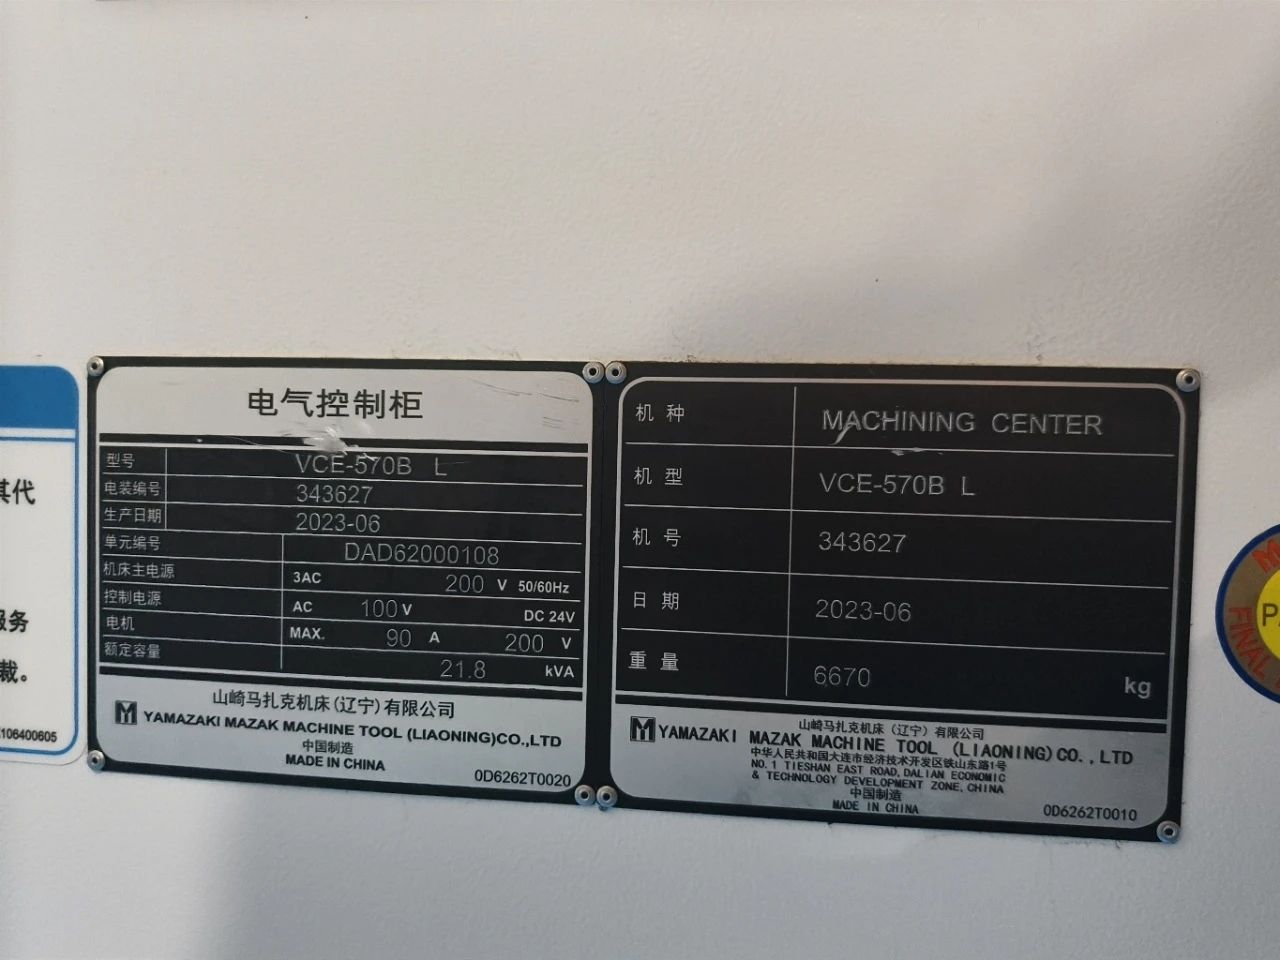 其代
服务
裁。
106400605
电气控制柜
型号 VCE-570B L
电装编号 343627
生产日期 2023-06
单元编号 DAD62000108
机床主电源 3AC 200 V 50/60Hz
控制电源 AC 100 V DC 24V
电机 MAX. 90 A 200 V
额定容量 21.8 kVA
山崎马扎克机床(辽宁)有限公司
YAMAZAKI MAZAK MACHINE TOOL (LIAONING)CO.,LTD
中国制造
MADE IN CHINA
0D6262T0020
机种 MACHINING CENTER
机型 VCE-570B L
机号 343627
日期 2023-06
重量 6670 kg
山崎马扎克机床(辽宁)有限公司
YAMAZAKI MAZAK MACHINE TOOL (LIAONING)CO.,LTD
中华人民共和国大连市经济技术开发区铁山东路1号
NO.1 TIESHAN EAST ROAD,DALIAN ECONOMIC
& TECHNOLOGY DEVELOPMENT ZONE,CHINA
中国制造
MADE IN CHINA
0D6262T0010
FINAL